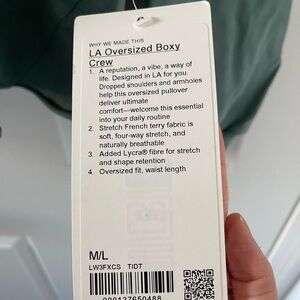 WHY WE MADE THIS
LA Oversized Boxy
Crew
1. A reputation, a vibe, a way of
life. Designed in LA for you.
Dropped shoulders and armholes
help this oversized pullover
deliver ultimate
comfort—welcome this essential
into your daily routine
2. Stretch French terry fabric is
soft, four-way stretch, and
naturally breathable
3. Added Lycra® fibre for stretch
and shape retention
4. Oversized fit, waist length
M/L
LW3FXCS TIDT
000137650488